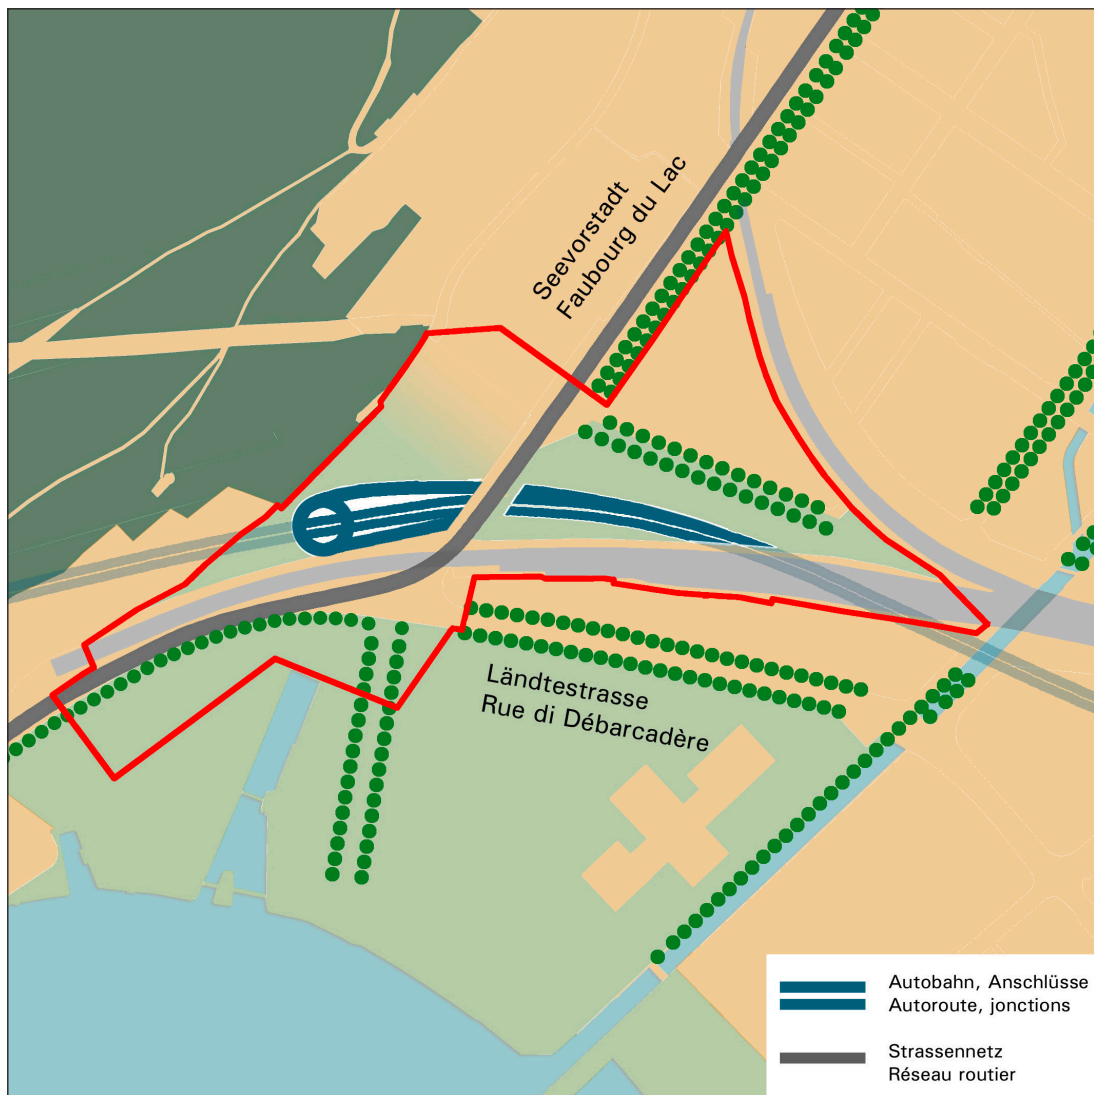 Seevorstadt
Faubourg du Lac
Ländtestrasse
Rue di Débarcadère
Autobahn, Anschlüsse
Autoroute, jonctions
Strassennetz
Réseau routier